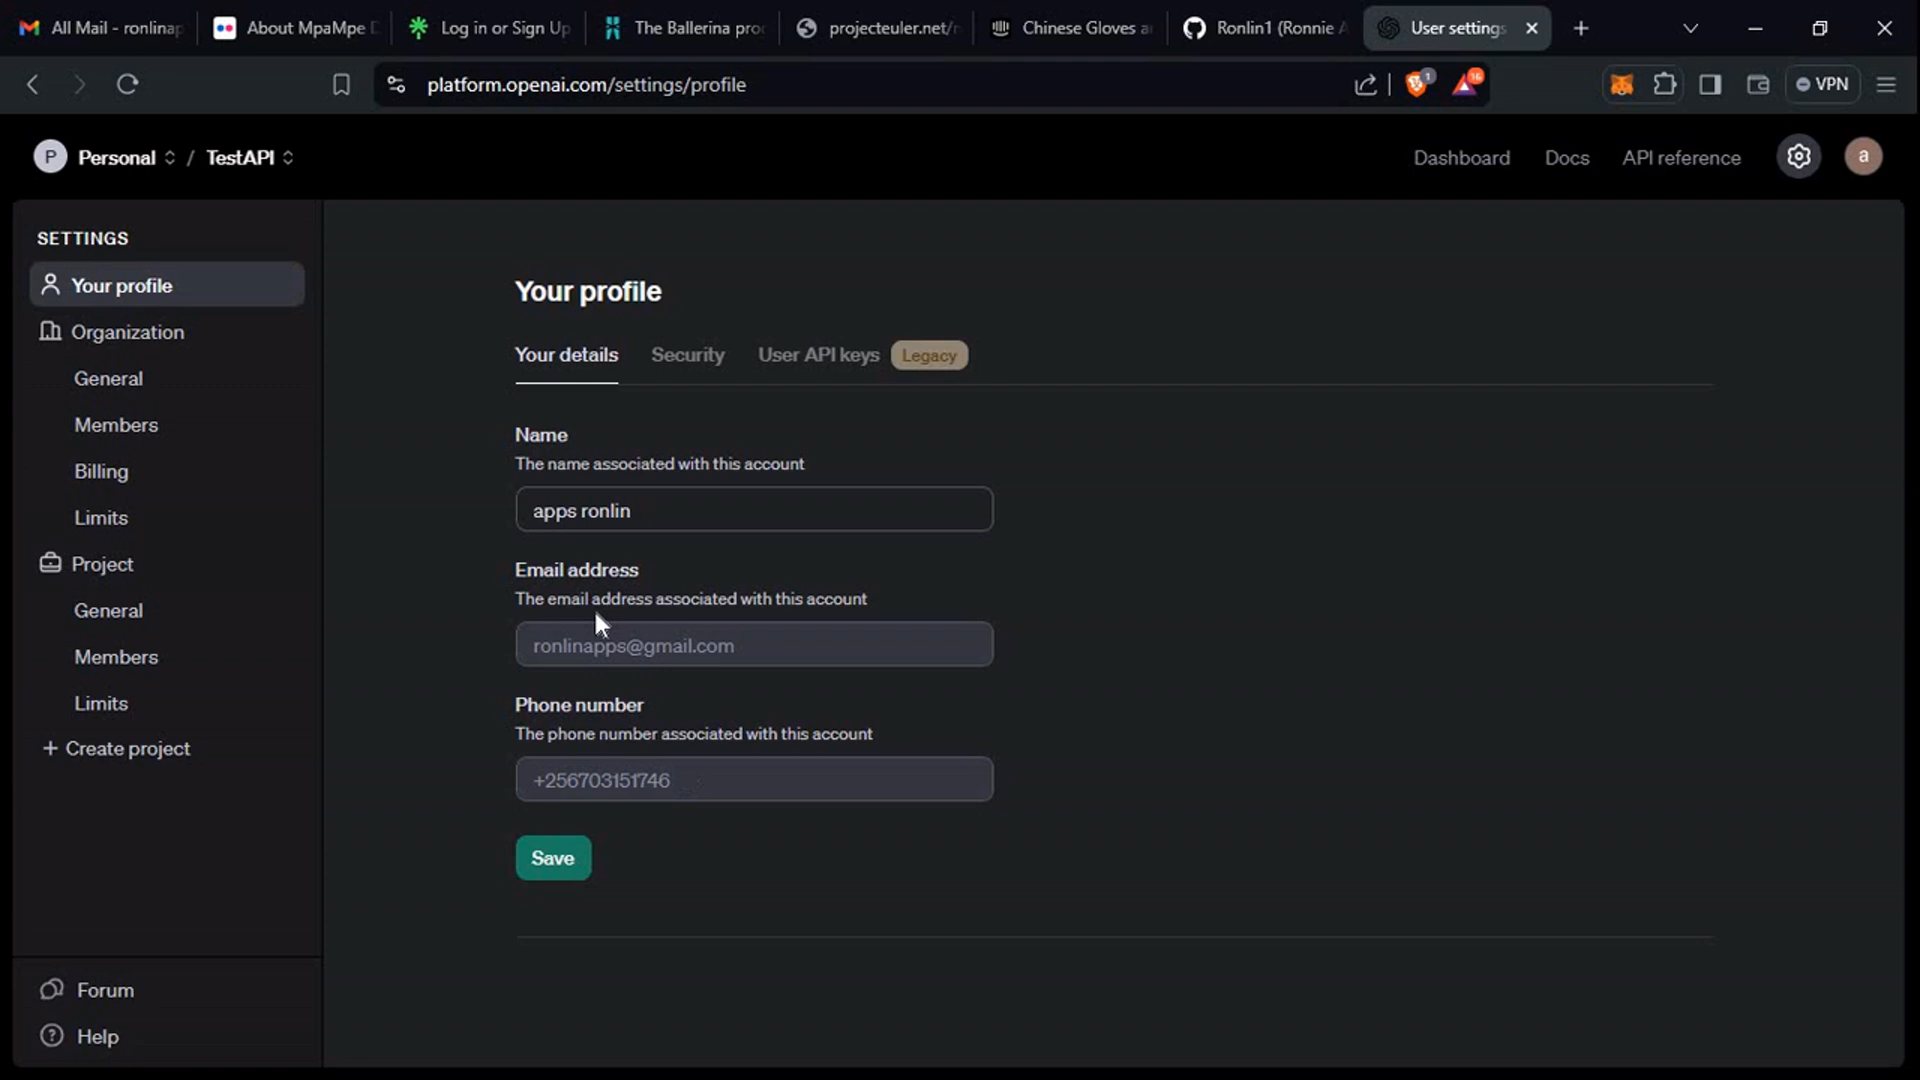 All Mail - ronlinap
About MpaMpe D
Log in or Sign Up
The Ballerina pro
projecteuler.net/
Chinese Gloves a
Ronlin1 (Ronnie A
User settings
platform.openai.com/settings/profile
1
16
VPN
P Personal / TestAPI
Dashboard
Docs
API reference
a
SETTINGS
Your profile
Organization
General
Members
Billing
Limits
Project
General
Members
Limits
+ Create project
Forum
Help
Your profile
Your details
Security
User API keys Legacy
Name
The name associated with this account
apps ronlin
Email address
The email address associated with this account
ronlinapps@gmail.com
Phone number
The phone number associated with this account
+256703151746
Save